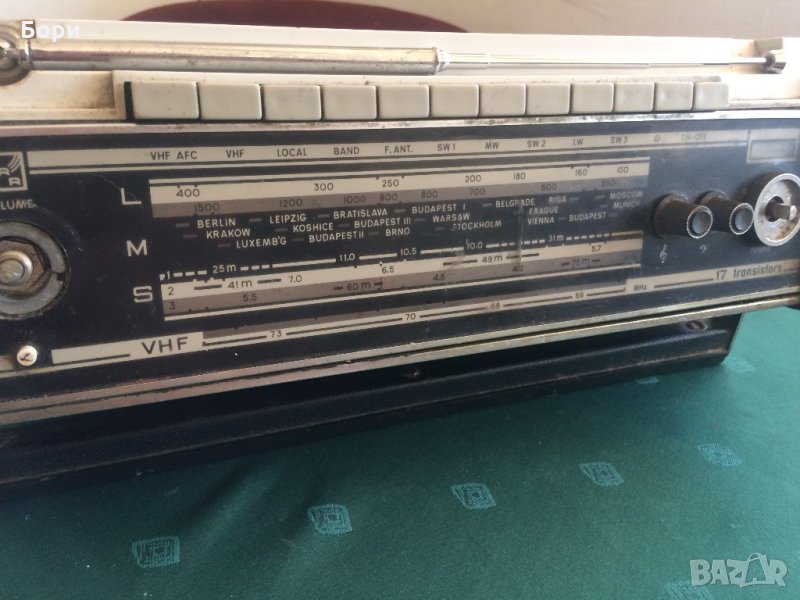 Бори
VHF AFC VHF LOCAL BAND F.ANT. SW 1 MW SW 2 LW SW 3 Ω ON-OFF
VOLUME
L 400 300 250 200 180 160 150
1500 1200 1000 900 800 700 600 550
BERLIN LEIPZIG BRATISLAVA BUDAPEST I BELGRADE RIGA MOSCOW
KRAKOW KOSHICE BUDAPEST III WARSAW PRAGUE MUNICH
M LUXEMB'G BUDAPEST II BRNO STOCKHOLM VIENNA BUDAPEST
1 25m 11.0 10.5 10.0 31m 5.7
S 2 41m 7.0 6.5 49m
3 5.5 60m 4.5 4.0 75m
VHF 73 70 68 66 MHz 17 transistors
BAZAR